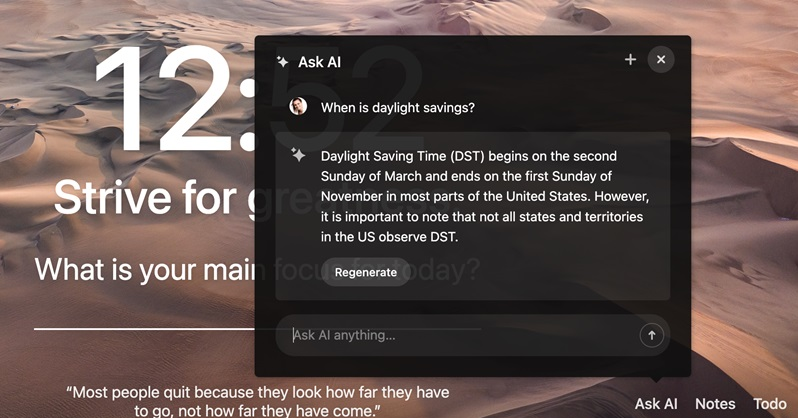 12:52
Strive for greatness.
What is your main focus for today?
“Most people quit because they look how far they have
to go, not how far they have come.”
Ask AI
When is daylight savings?
Daylight Saving Time (DST) begins on the second
Sunday of March and ends on the first Sunday of
November in most parts of the United States. However,
it is important to note that not all states and territories
in the US observe DST.
Regenerate
Ask AI anything...
Ask AI Notes Todo